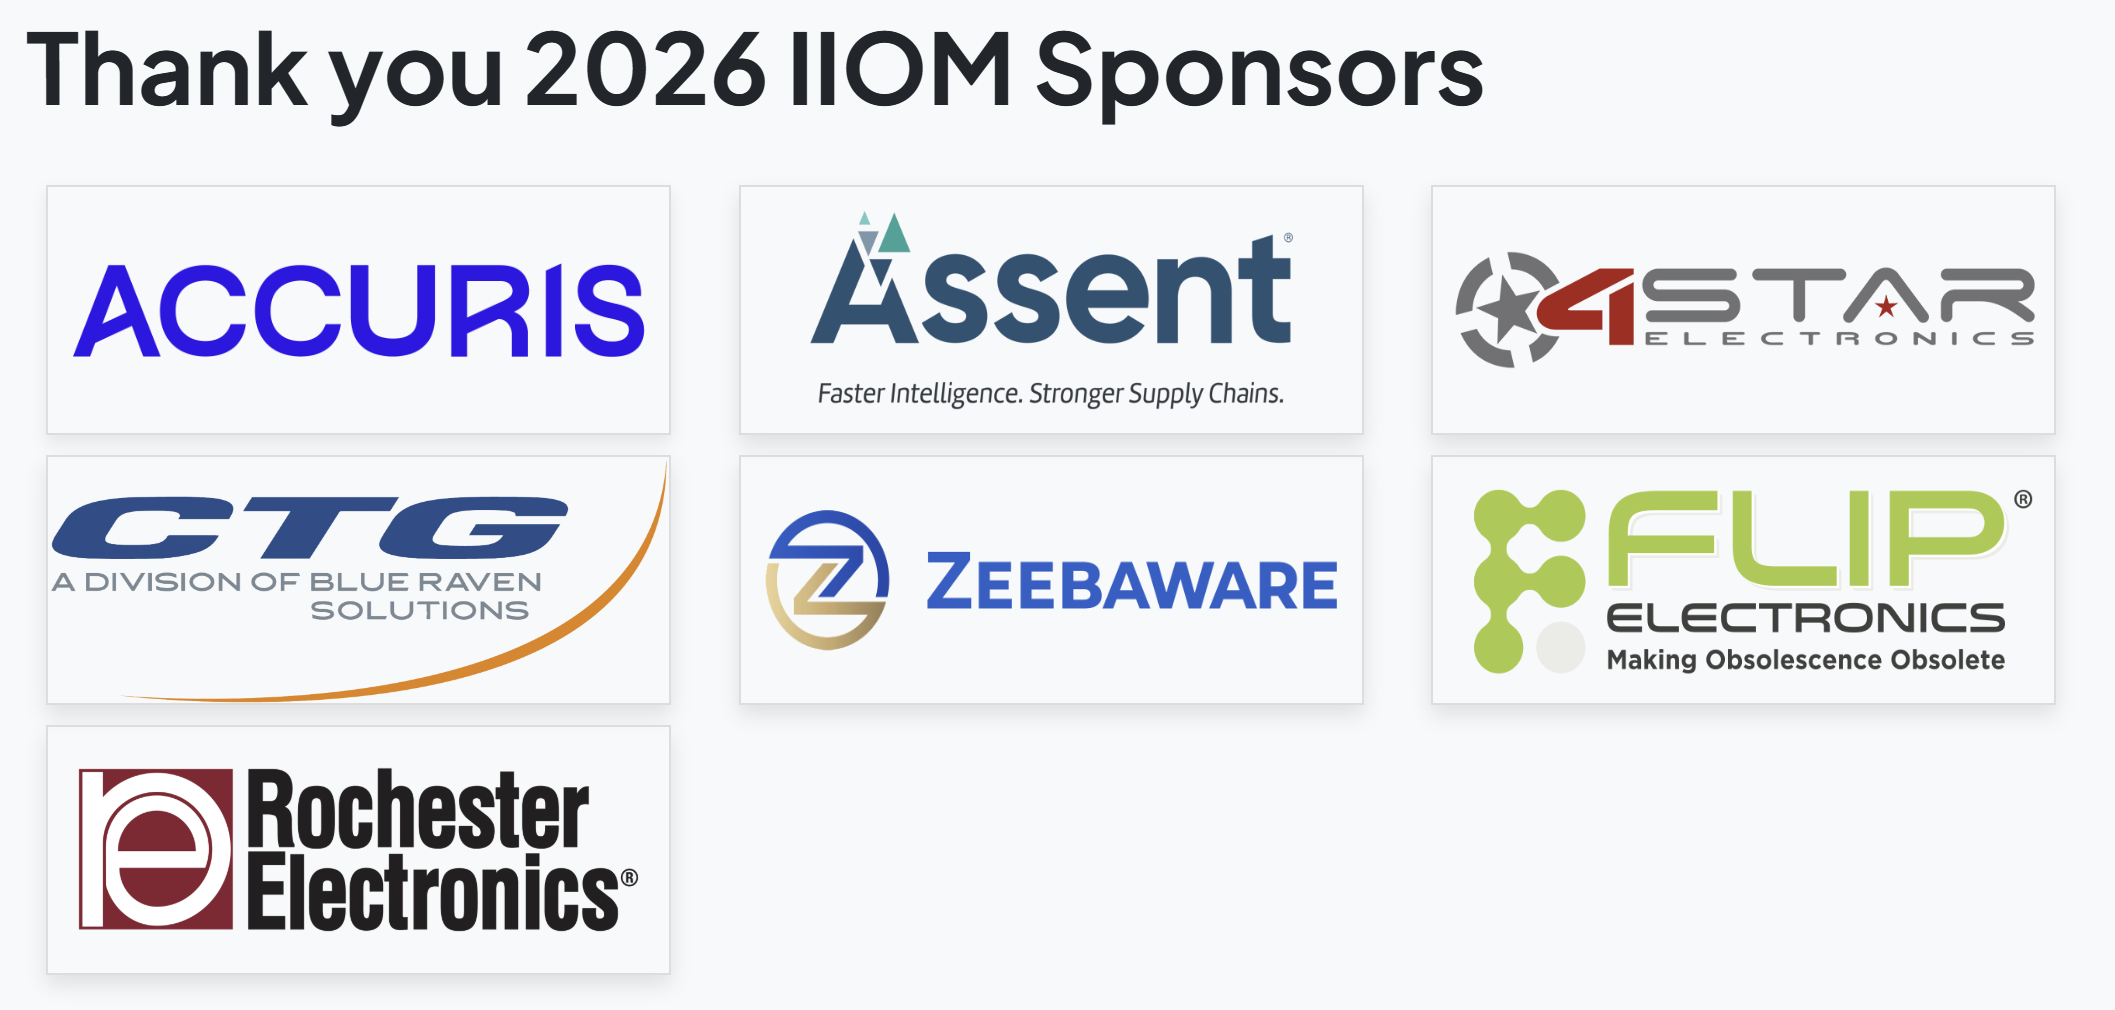 Thank you 2026 IIOM Sponsors
ACCURIS
Assent®
Faster Intelligence. Stronger Supply Chains.
4STAR
ELECTRONICS
CTG
A DIVISION OF BLUE RAVEN
SOLUTIONS
ZEEBAWARE
FLIP®
ELECTRONICS
Making Obsolescence Obsolete
re
Rochester
Electronics®